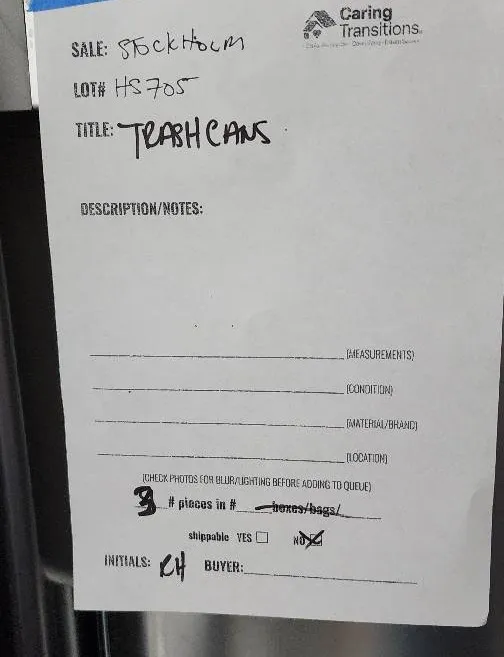 Caring
Transitions.
SALE: STOCKHOLM
LOT# HS705
TITLE: TRASH CANS
DESCRIPTION/NOTES:
(MEASUREMENTS)
(CONDITION)
(MATERIAL/BRAND)
(LOCATION)
(CHECK PHOTOS FOR BLUR/LIGHTING BEFORE ADDING TO QUEUE)
3 # pieces in # boxes/bags/
shippable YES NO
INITIALS: RH BUYER: